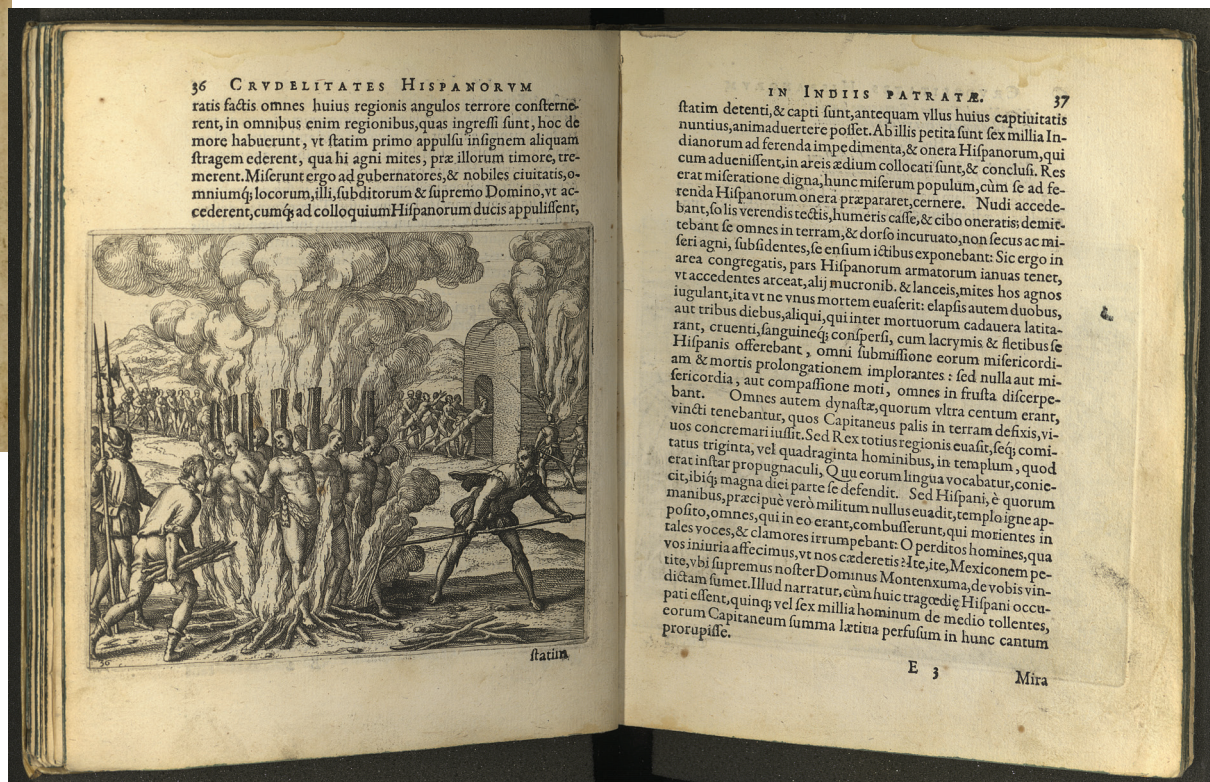 36 CRVDELITATES HISPANORVM
ratis factis omnes huius regionis angulos terrore consterne-
rent, in omnibus enim regionibus, quas ingressi sunt, hoc de
more habuerunt, vt statim primo appulsu insignem aliquam
stragem ederent, qua hi agni mites, præ illorum timore, tre-
merent. Miserunt ergo ad gubernatores, & nobiles ciuitatis, o-
mniumq; locorum, illi, subditorum & supremo Domino, vt ac-
cederent, cumq; ad colloquium Hispanorum ducis appulissent,
36
statim
IN INDIIS PATRATÆ. 37
statim detenti, & capti sunt, antequam vllus huius captiuitatis
nuntius, animaduertere posset. Ab illis petita sunt sex millia In-
dianorum ad ferenda impedimenta, & onera Hispanorum, qui
cum aduenissent, in areis ædium collocati sunt, & conclusi. Res
erat miseratione digna, hunc miserum populum, cùm se ad fe-
renda Hispanorum onera præpararet, cernere. Nudi accede-
bant, solis verendis tectis, humeris casse, & cibo oneratis; demit-
tebant se omnes in terram, & dorso incuruato, non secus ac mi-
seri agni, subsidentes, se ensium ictibus exponebant: Sic ergo in
area congregatis, pars Hispanorum armatorum ianuas tenet,
vt accedentes arceat, alij mucronib. & lanceis, mites hos agnos
iugulant, ita vt ne vnus mortem euaserit: elapsis autem duobus,
aut tribus diebus, aliqui, qui inter mortuorum cadauera latita-
rant, cruenti, sanguineq; conspersi, cum lacrymis & fletibus se
Hispanis offerebant, omni submissione eorum misericordi-
am & mortis prolongationem implorantes: sed nulla aut mi-
sericordia, aut compassione moti, omnes in frusta discerpe-
bant. Omnes autem dynastæ, quorum vltra centum erant,
vincti tenebantur, quos Capitaneus palis in terram defixis, vi-
uos concremari iussit. Sed Rex totius regionis euasit, seq; comi-
tatus triginta, vel quadraginta hominibus, in templum, quod
erat instar propugnaculi, Quu eorum lingua vocabatur, conie-
cit, ibiq; magna diei parte se defendit. Sed Hispani, è quorum
manibus, præcipuè verò militum nullus euadit, templo igne ap-
posito, omnes, qui in eo erant, combusserunt, qui morientes in
tales voces, & clamores irrumpebant: O perditos homines, qua
vos iniuria affecimus, vt nos cæderetis? Ite, ite, Mexiconem pe-
tite, vbi supremus noster Dominus Montenxuma, de vobis vin-
dictam sumet. Illud narratur, cùm huic tragœdię Hispani occu-
pati essent, quinq; vel sex millia hominum de medio tollentes,
eorum Capitaneum summa lætitia perfusum in hunc cantum
prorupisse.
E 3 Mira